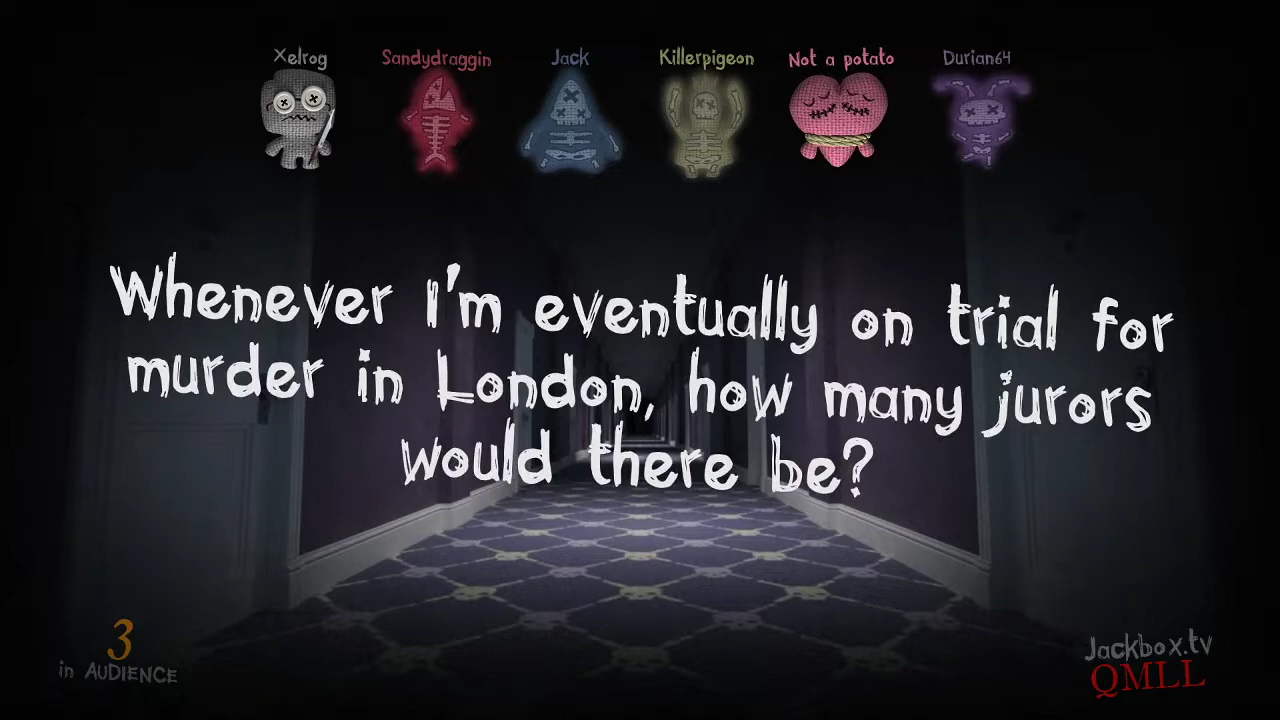 Xelrog
Sandydraggin
Jack
Killerpigeon
Not a potato
Durian64
Whenever I'm eventually on trial for
murder in London, how many jurors
would there be?
3
in AUDIENCE
Jackbox.tv
QMLL